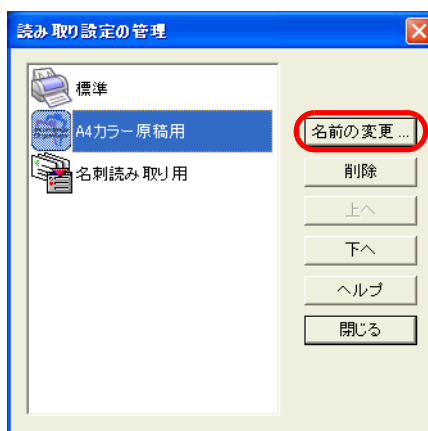 読み取り設定の管理
標準
A4カラー原稿用
名刺読み取り用
名前の変更...
削除
上へ
下へ
ヘルプ
閉じる